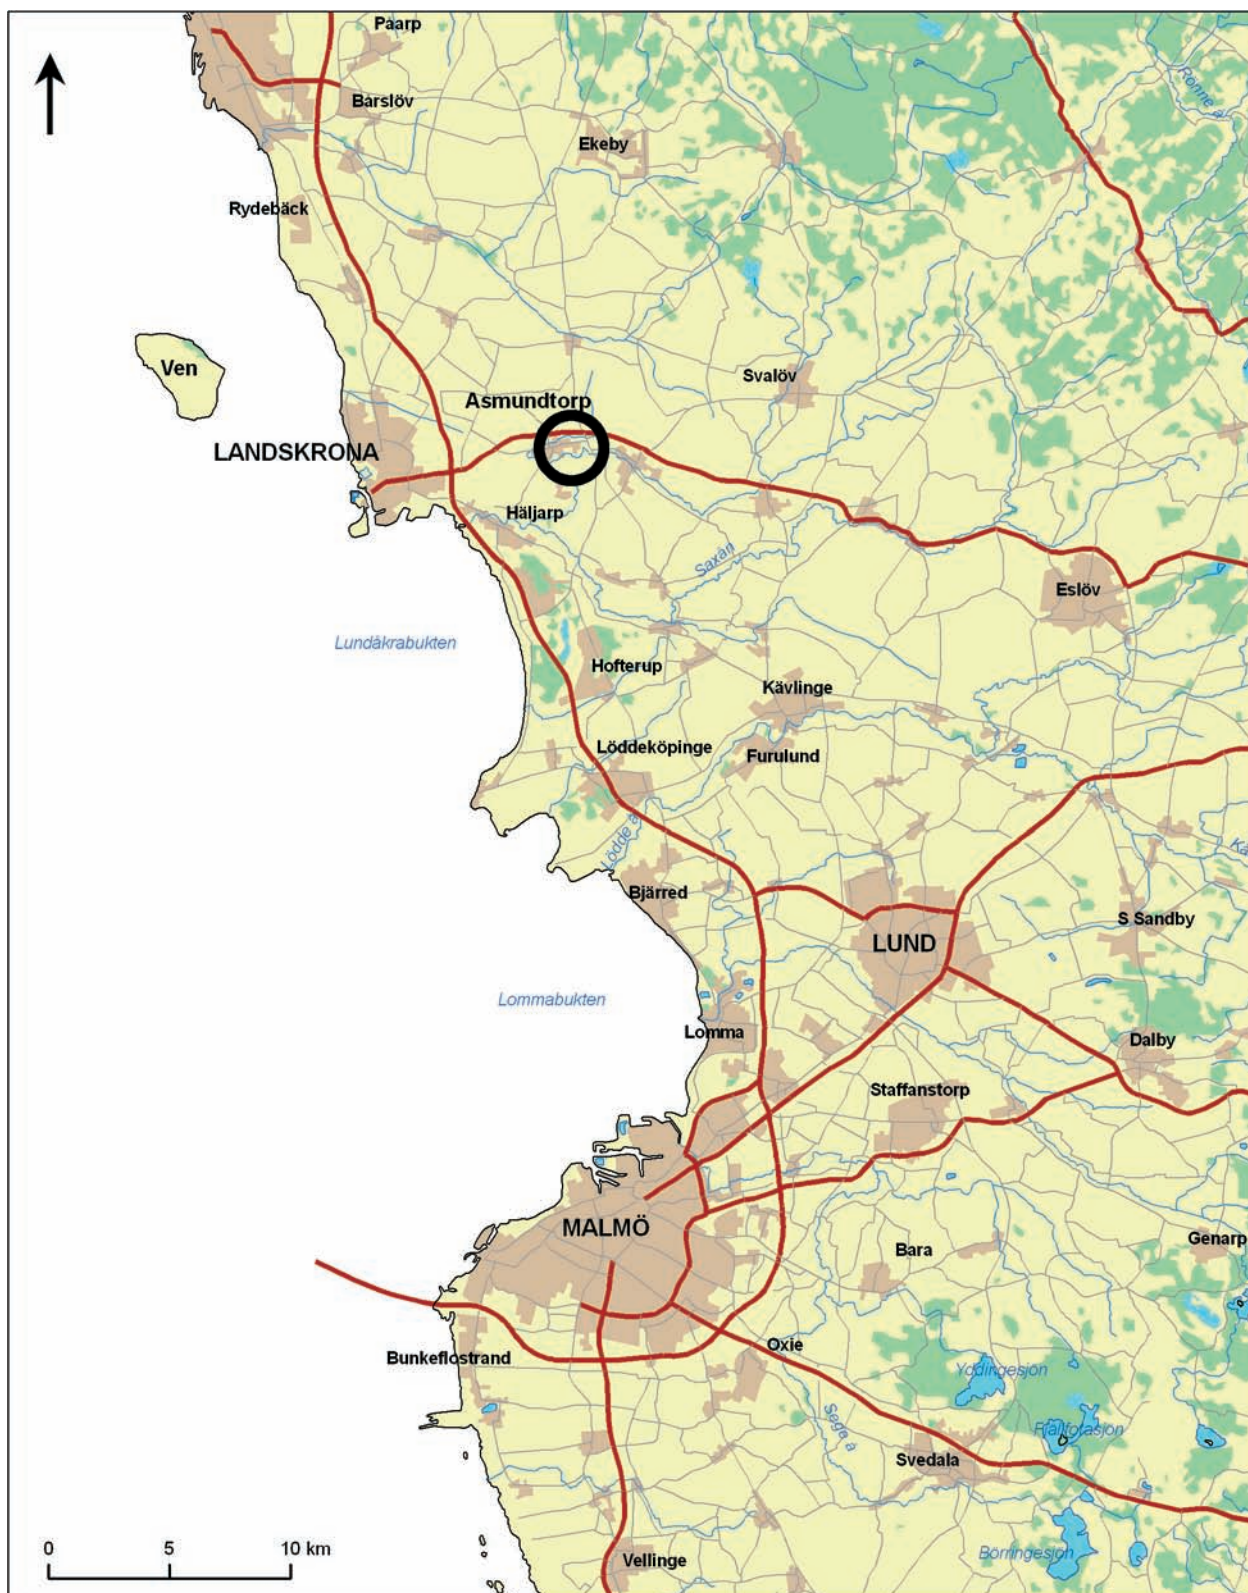 Påarp
Barslöv
Ekeby
Rönne å
Rydebäck
Ven
Svalöv
Asmundtorp
LANDSKRONA
Häljarp
Saxån
Eslöv
Lundåkrabukten
Hofterup
Kävlinge
Löddeköpinge
Furulund
Lödde å
Bjärred
S Sandby
LUND
Lommabukten
Lomma
Dalby
Staffanstorp
MALMÖ
Bara
Genarp
Bunkeflostrand
Oxie
Yddingesjön
Sege å
Fjällfotasjön
Svedala
Börringesjön
Vellinge
0 5 10 km